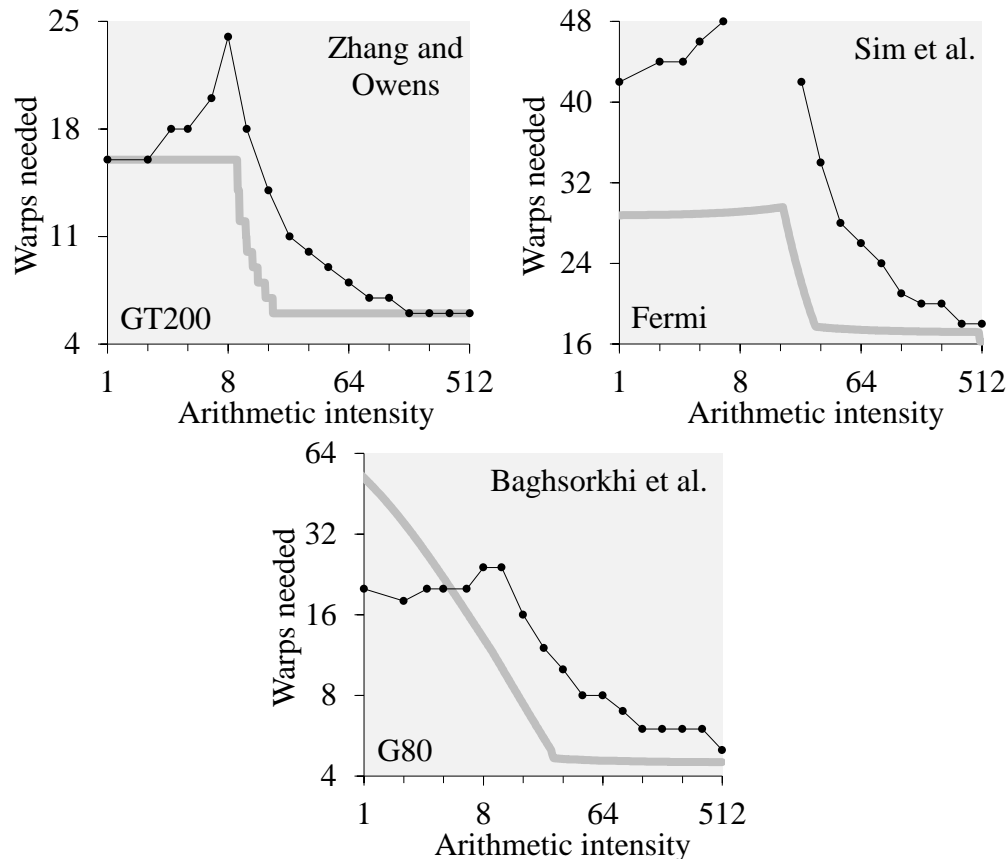 25
18
11
4
Warps needed
Zhang and
Owens
GT200
1 8 64 512
Arithmetic intensity
48
40
32
24
16
Warps needed
Sim et al.
Fermi
1 8 64 512
Arithmetic intensity
64
32
16
8
4
Warps needed
Baghsorkhi et al.
G80
1 8 64 512
Arithmetic intensity